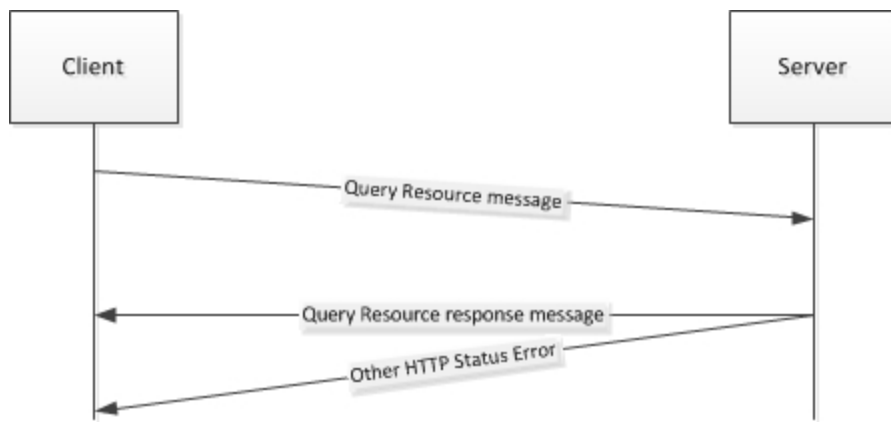 Client
Server
Query Resource message
Query Resource response message
Other HTTP Status Error